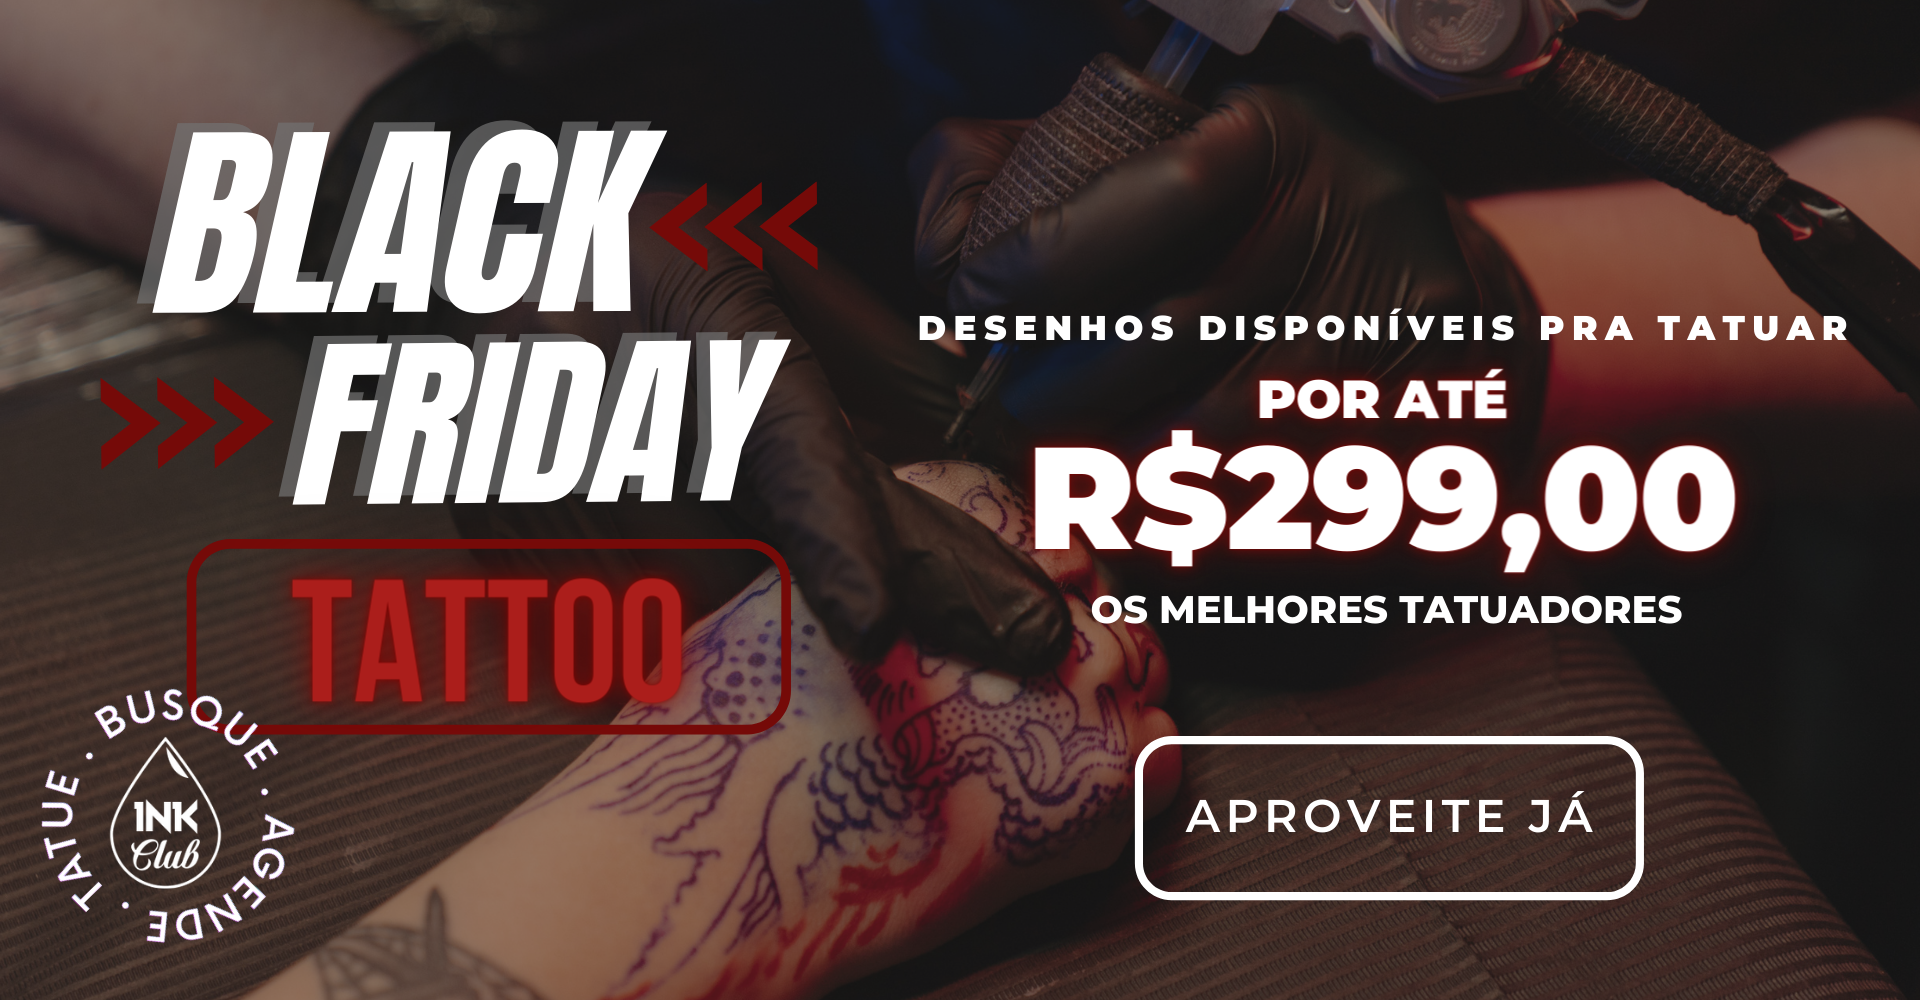 BLACK
FRIDAY
TATTOO
DESENHOS DISPONÍVEIS PRA TATUAR
POR ATÉ
R$299,00
OS MELHORES TATUADORES
APROVEITE JÁ
BUSQUE . AGENDE . TATUE .
INK
Club